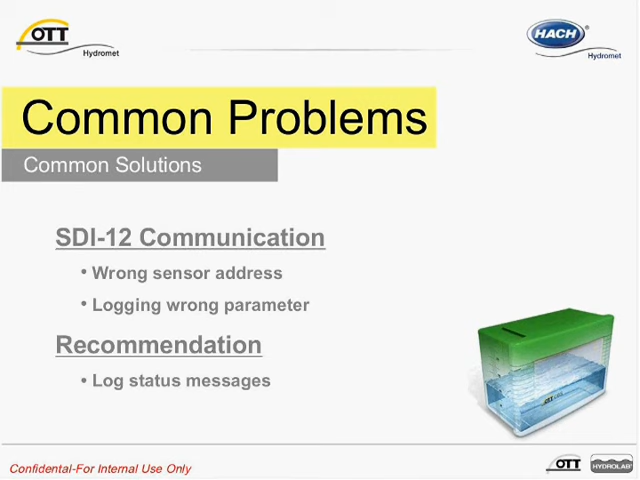 OTT
Hydromet
HACH
Hydromet
Common Problems
Common Solutions
SDI-12 Communication
• Wrong sensor address
• Logging wrong parameter
Recommendation
• Log status messages
Confidental-For Internal Use Only
OTT
HYDROLAB